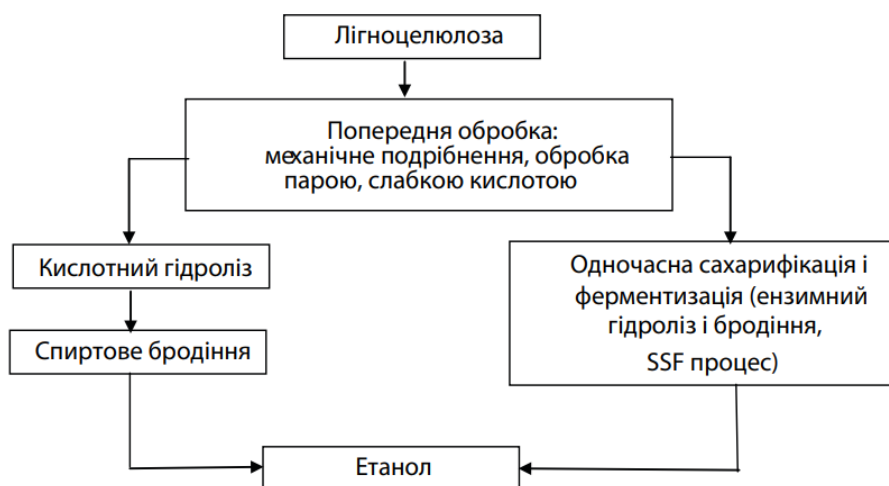 Лігноцелюлоза
Попередня обробка:
механічне подрібнення, обробка
парою, слабкою кислотою
Кислотний гідроліз
Спиртове бродіння
Одночасна сахарифікація і
ферментизація (ензимний
гідроліз і бродіння,
SSF процес)
Етанол